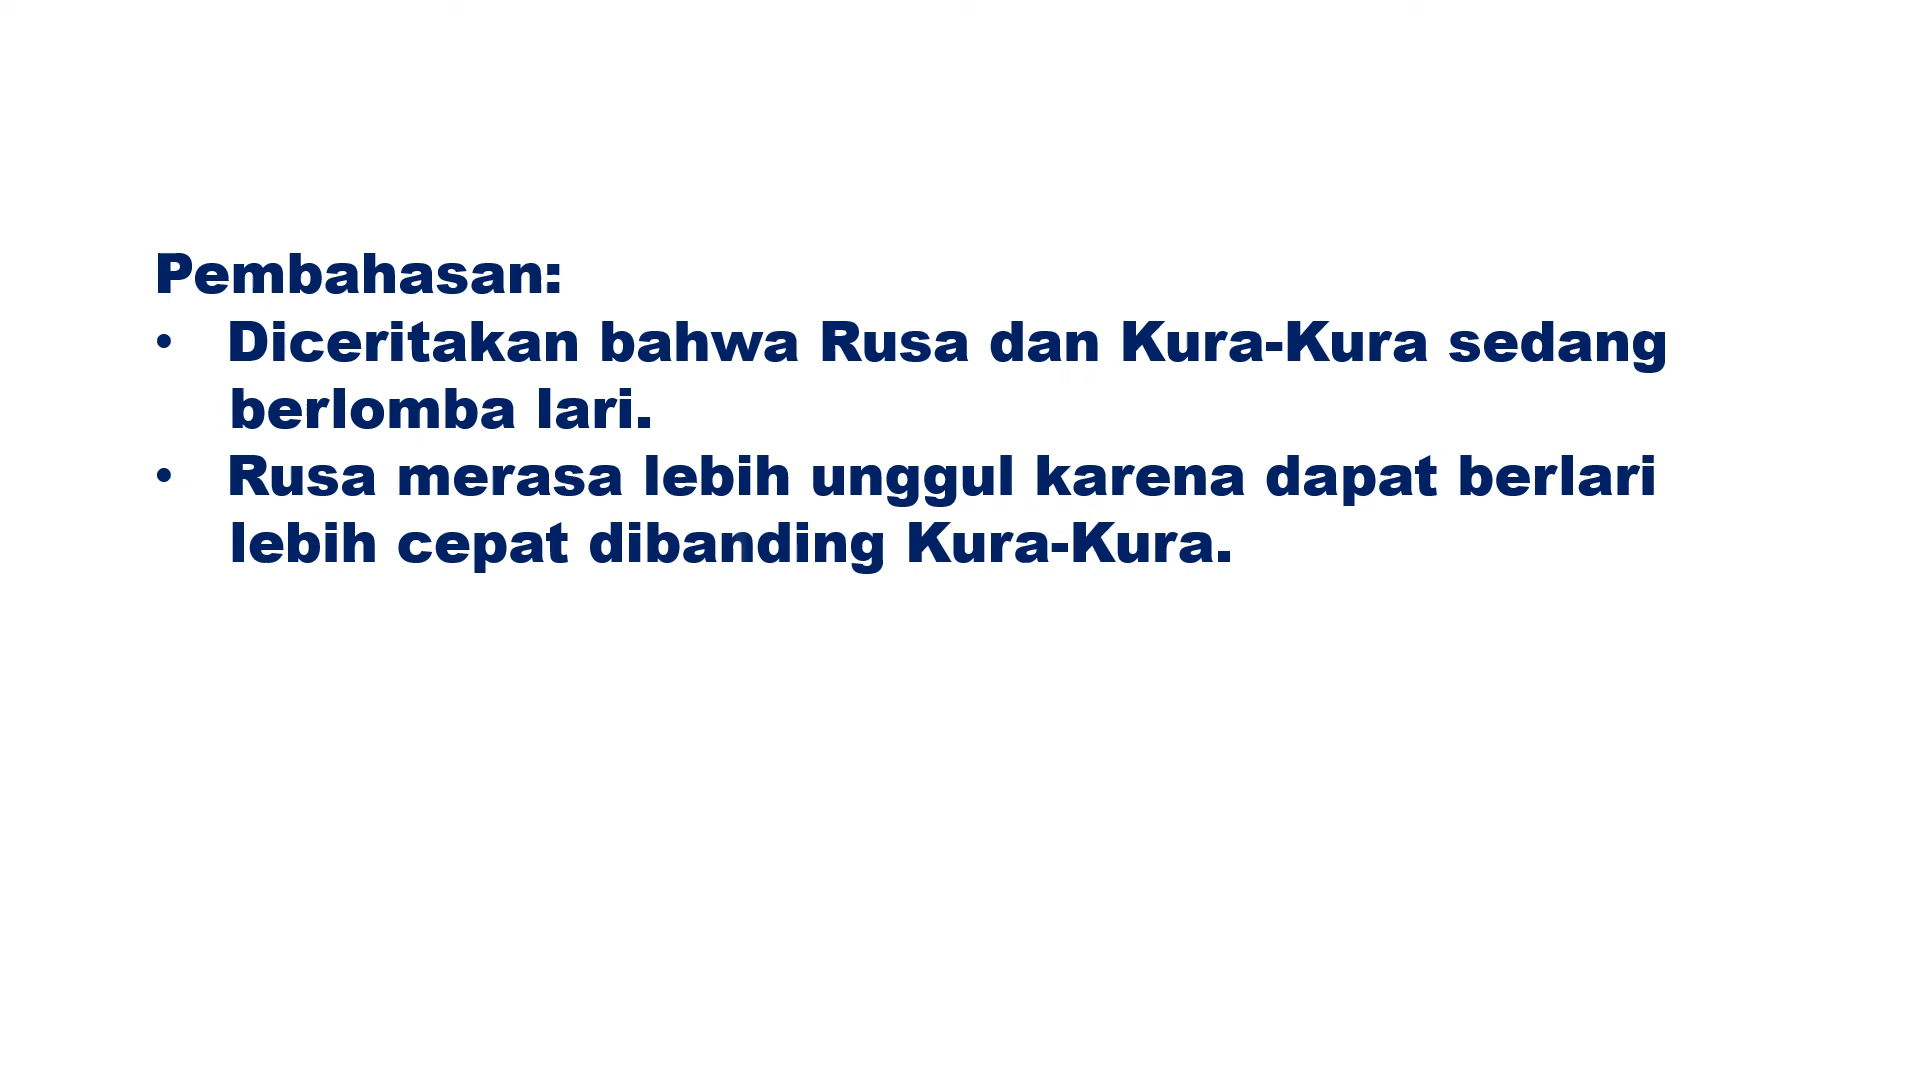 Pembahasan:
• Diceritakan bahwa Rusa dan Kura-Kura sedang
berlomba lari.
• Rusa merasa lebih unggul karena dapat berlari
lebih cepat dibanding Kura-Kura.